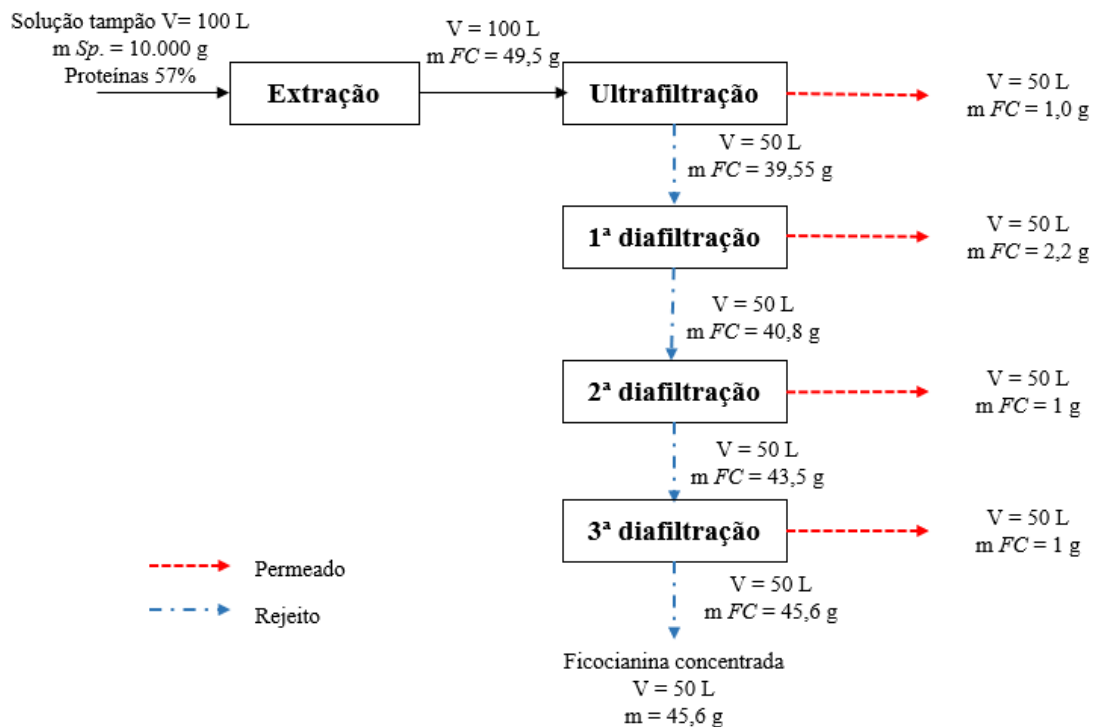 Solução tampão V= 100 L
m Sp. = 10.000 g
Proteínas 57%
Extração
V = 100 L
m FC = 49,5 g
Ultrafiltração
V = 50 L
m FC = 1,0 g
V = 50 L
m FC = 39,55 g
1ª diafiltração
V = 50 L
m FC = 2,2 g
V = 50 L
m FC = 40,8 g
2ª diafiltração
V = 50 L
m FC = 1 g
V = 50 L
m FC = 43,5 g
3ª diafiltração
V = 50 L
m FC = 1 g
Permeado
Rejeito
V = 50 L
m FC = 45,6 g
Ficocianina concentrada
V = 50 L
m = 45,6 g